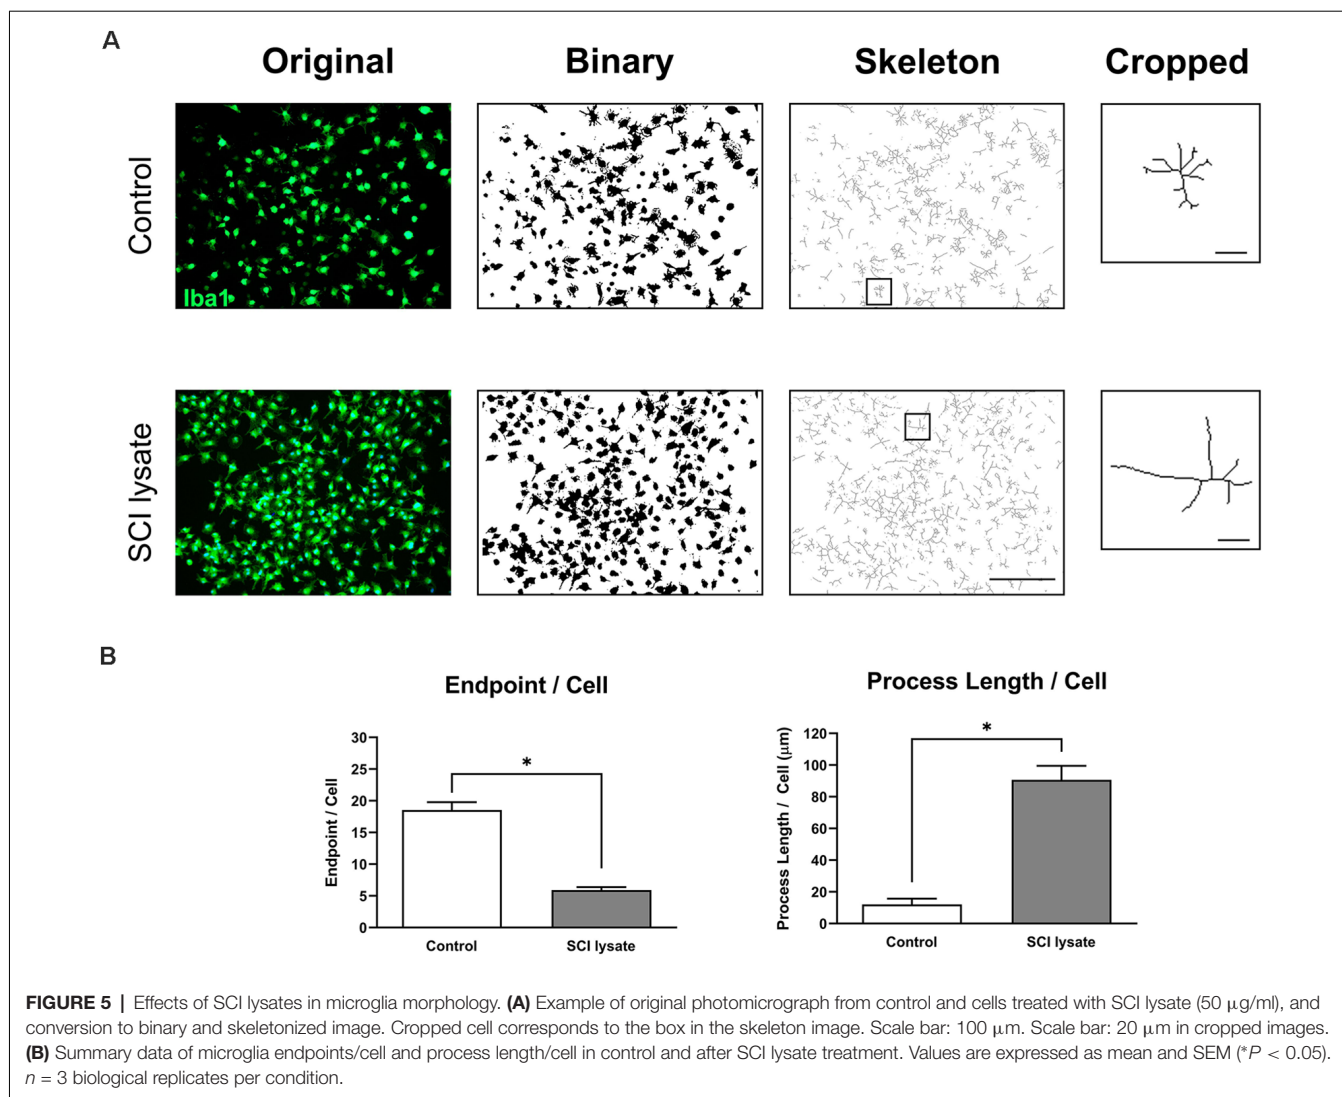 A
Original
Binary
Skeleton
Cropped
Control
Iba1
SCI lysate
B
Endpoint / Cell
Endpoint / Cell
30
25
20
15
10
5
0
*
Control
SCI lysate
Process Length / Cell
Process Length / Cell (μm)
120
100
80
60
40
20
0
*
Control
SCI lysate
FIGURE 5 | Effects of SCI lysates in microglia morphology. (A) Example of original photomicrograph from control and cells treated with SCI lysate (50 μg/ml), and
conversion to binary and skeletonized image. Cropped cell corresponds to the box in the skeleton image. Scale bar: 100 μm. Scale bar: 20 μm in cropped images.
(B) Summary data of microglia endpoints/cell and process length/cell in control and after SCI lysate treatment. Values are expressed as mean and SEM (*P < 0.05).
n = 3 biological replicates per condition.